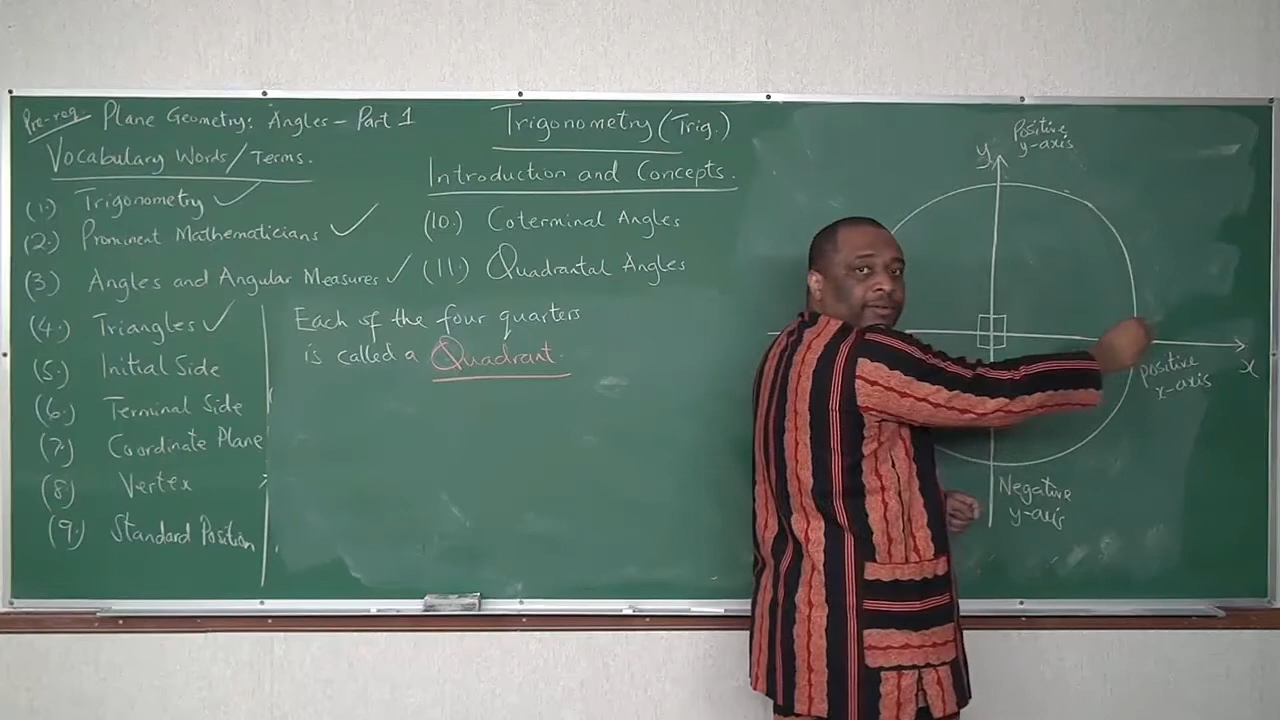 Pre-req. Plane Geometry: Angles - Part 1
Trigonometry (Trig.)
Vocabulary Words/Terms.
Introduction and Concepts.
(1.) Trigonometry ✓
(2.) Prominent Mathematicians ✓
(3.) Angles and Angular Measures ✓
(4.) Triangles ✓
(5.) Initial Side
(6.) Terminal Side
(7.) Coordinate Plane
(8) Vertex
(9.) Standard Position
(10.) Coterminal Angles
(11.) Quadrantal Angles
Each of the four quarters
is called a Quadrant.
y
Positive
y-axis
positive
x-axis
x
Negative
y-axis